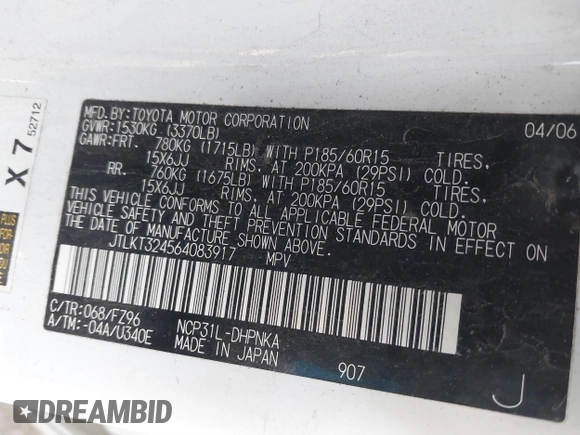 MFD.BY:TOYOTA MOTOR CORPORATION 04/06
GVWR:1530KG (3370LB)
GAWR:FRT. 780KG (1715LB) WITH P185/60R15 TIRES,
15X6JJ RIMS, AT 200KPA (29PSI) COLD.
RR. 760KG (1675LB) WITH P185/60R15 TIRES,
15X6JJ RIMS, AT 200KPA (29PSI) COLD.
THIS VEHICLE CONFORMS TO ALL APPLICABLE FEDERAL MOTOR
VEHICLE SAFETY AND THEFT PREVENTION STANDARDS IN EFFECT ON
THE DATE OF MANUFACTURE SHOWN ABOVE.
JTLKT324564083917 MPV
C/TR:068/FZ96 NCP31L-DHPNKA
A/TM:-04A/U340E MADE IN JAPAN 907 J
X 7
52712
PLUS
DREAMBID